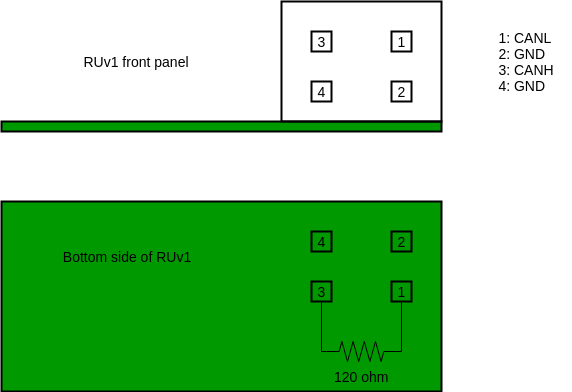 3
1
1: CANL
2: GND
RUv1 front panel
3: CANH
4: GND
4
2
4
2
Bottom side of RUv1
3
1
120 ohm